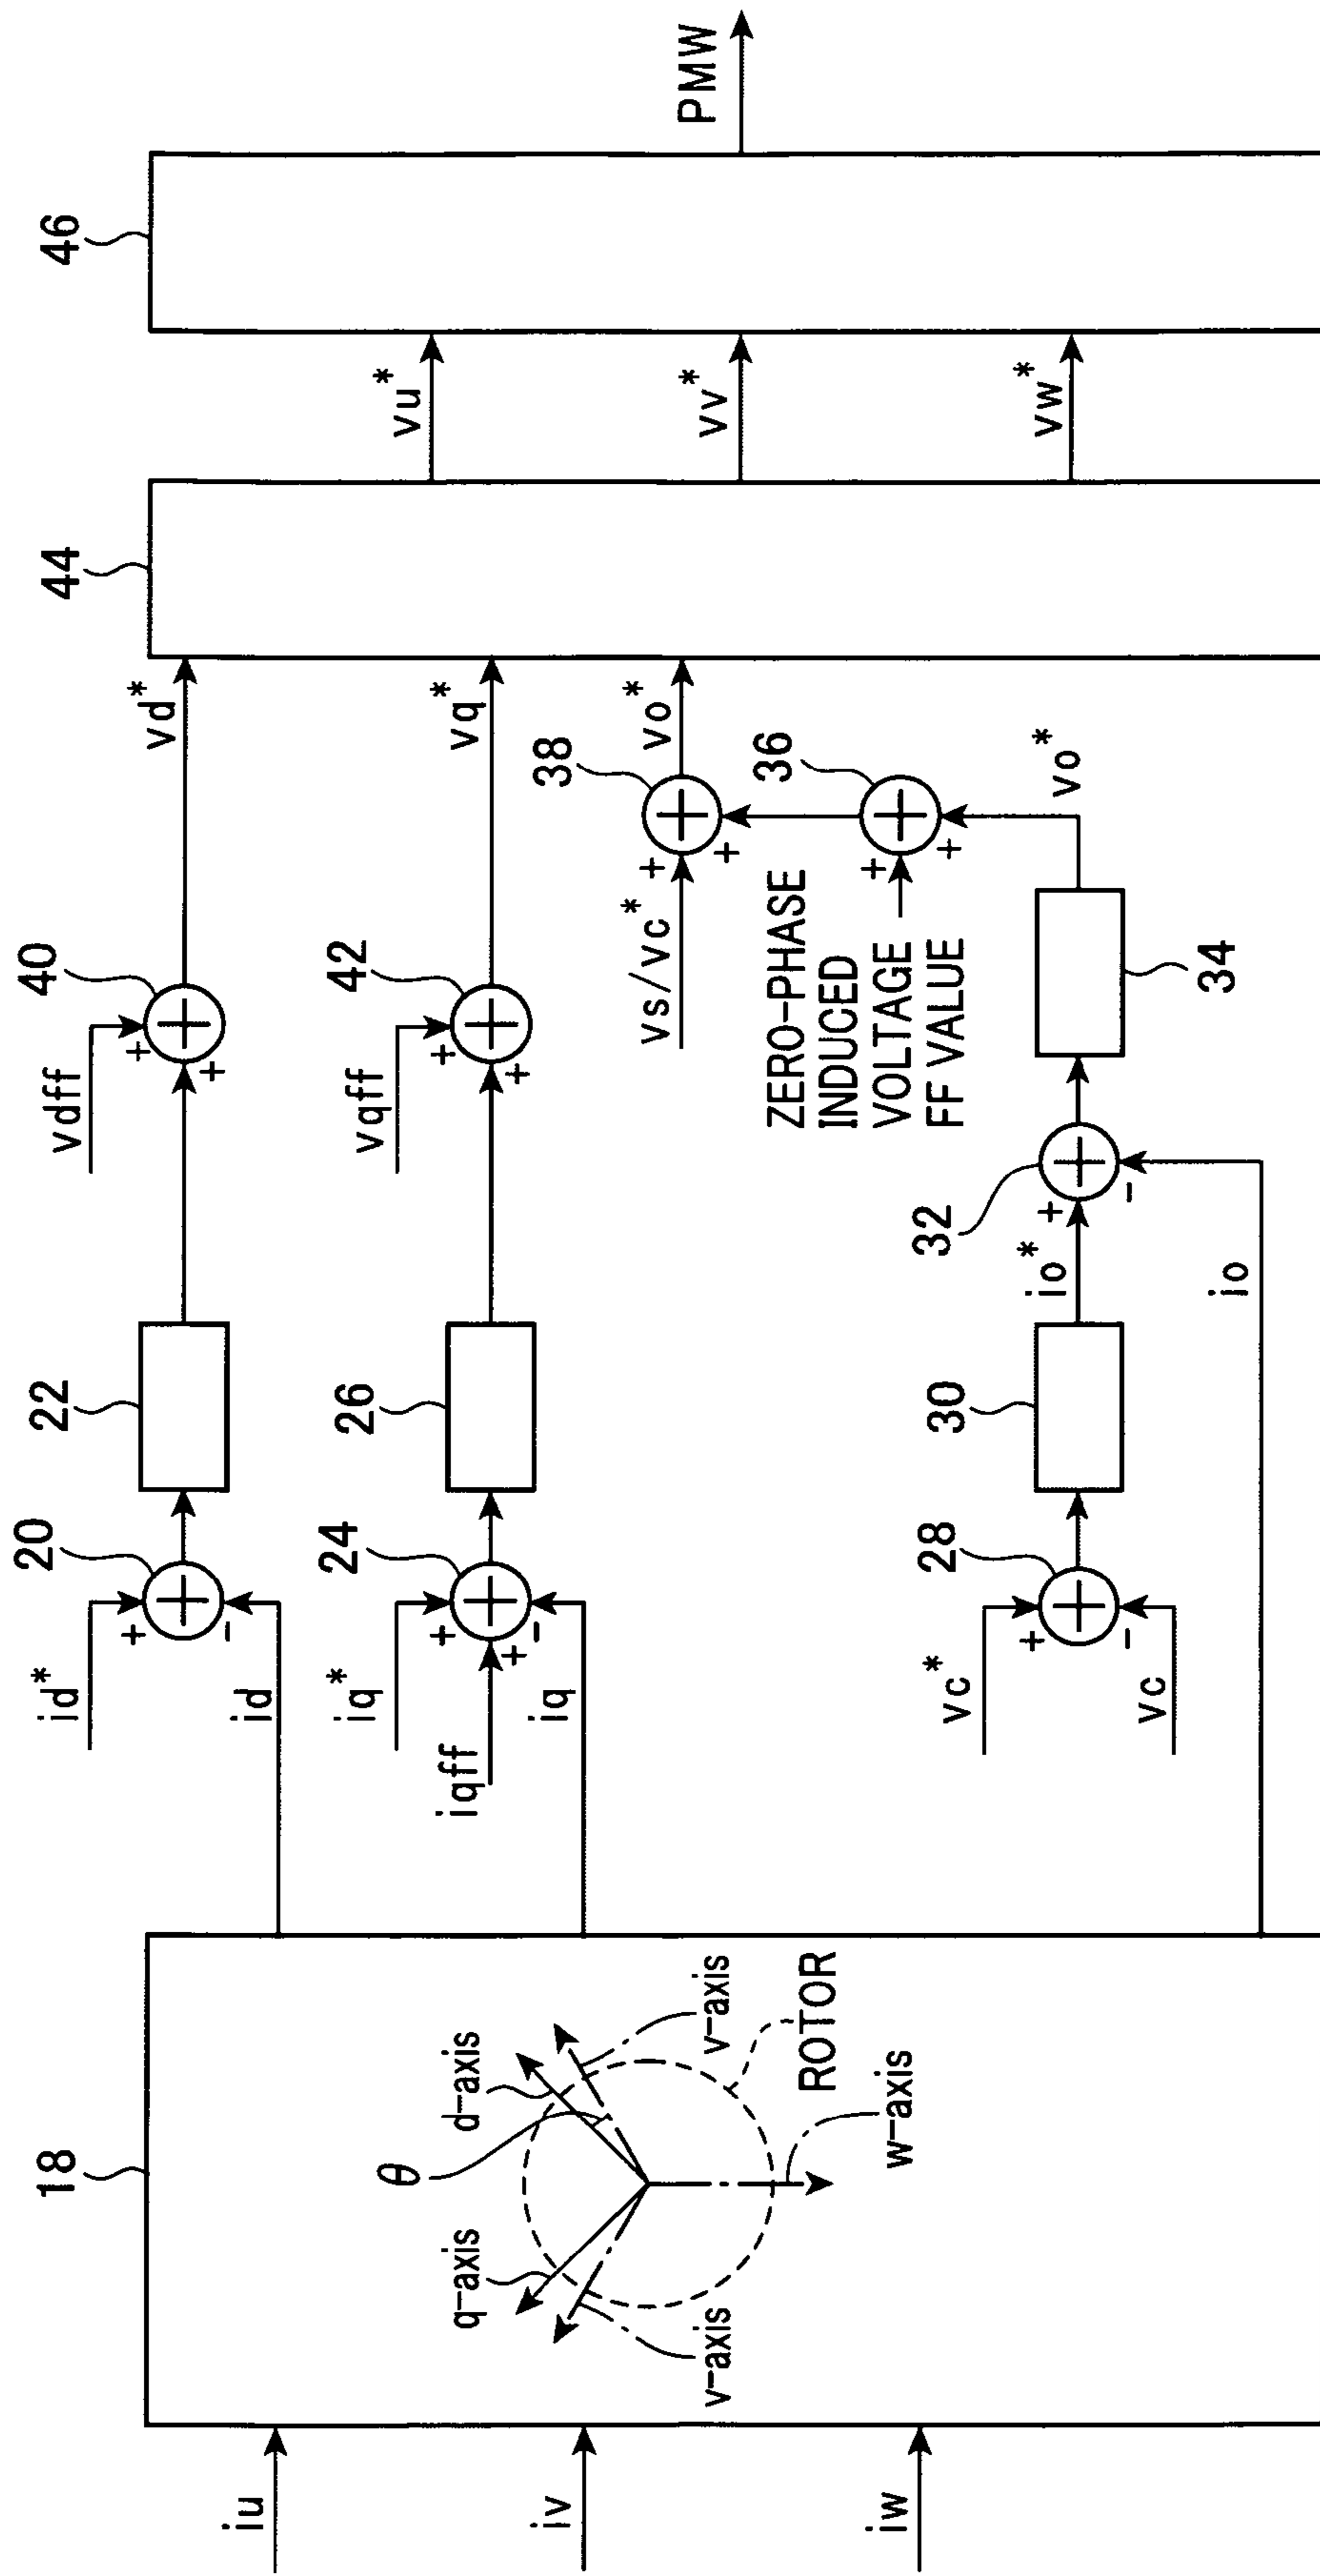 iu
iv
iw
18
q-axis
d-axis
θ
v-axis
v-axis
ROTOR
w-axis
id*
id
20
22
vdff
40
vd*
iq*
iqff
iq
24
26
vqff
42
vq*
vc*
vc
28
30
io*
io
32
34
vo*
ZERO-PHASE
INDUCED
VOLTAGE
FF VALUE
36
vs/vc*
38
vo*
44
vu*
vv*
vw*
46
PMW